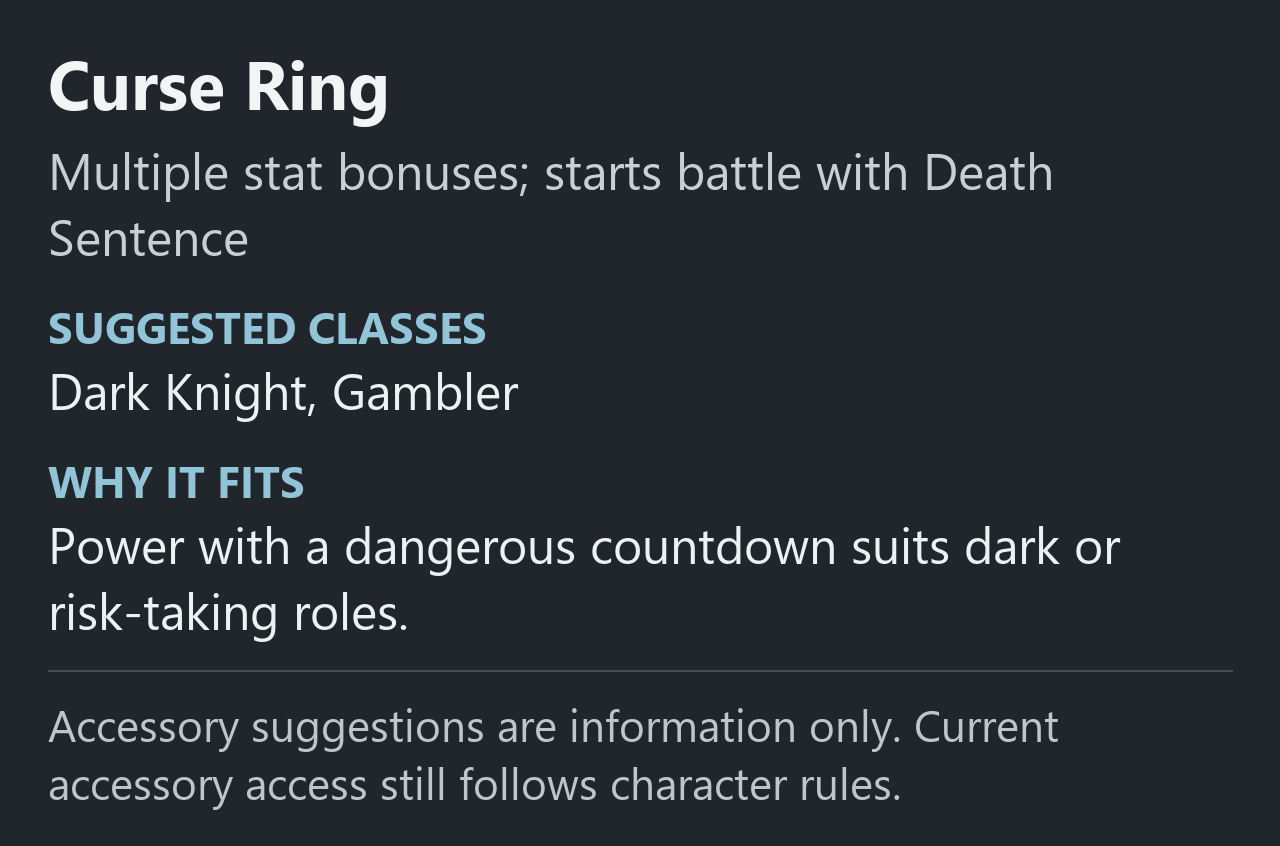 Curse Ring
Multiple stat bonuses; starts battle with Death
Sentence
SUGGESTED CLASSES
Dark Knight, Gambler
WHY IT FITS
Power with a dangerous countdown suits dark or
risk-taking roles.
Accessory suggestions are information only. Current
accessory access still follows character rules.